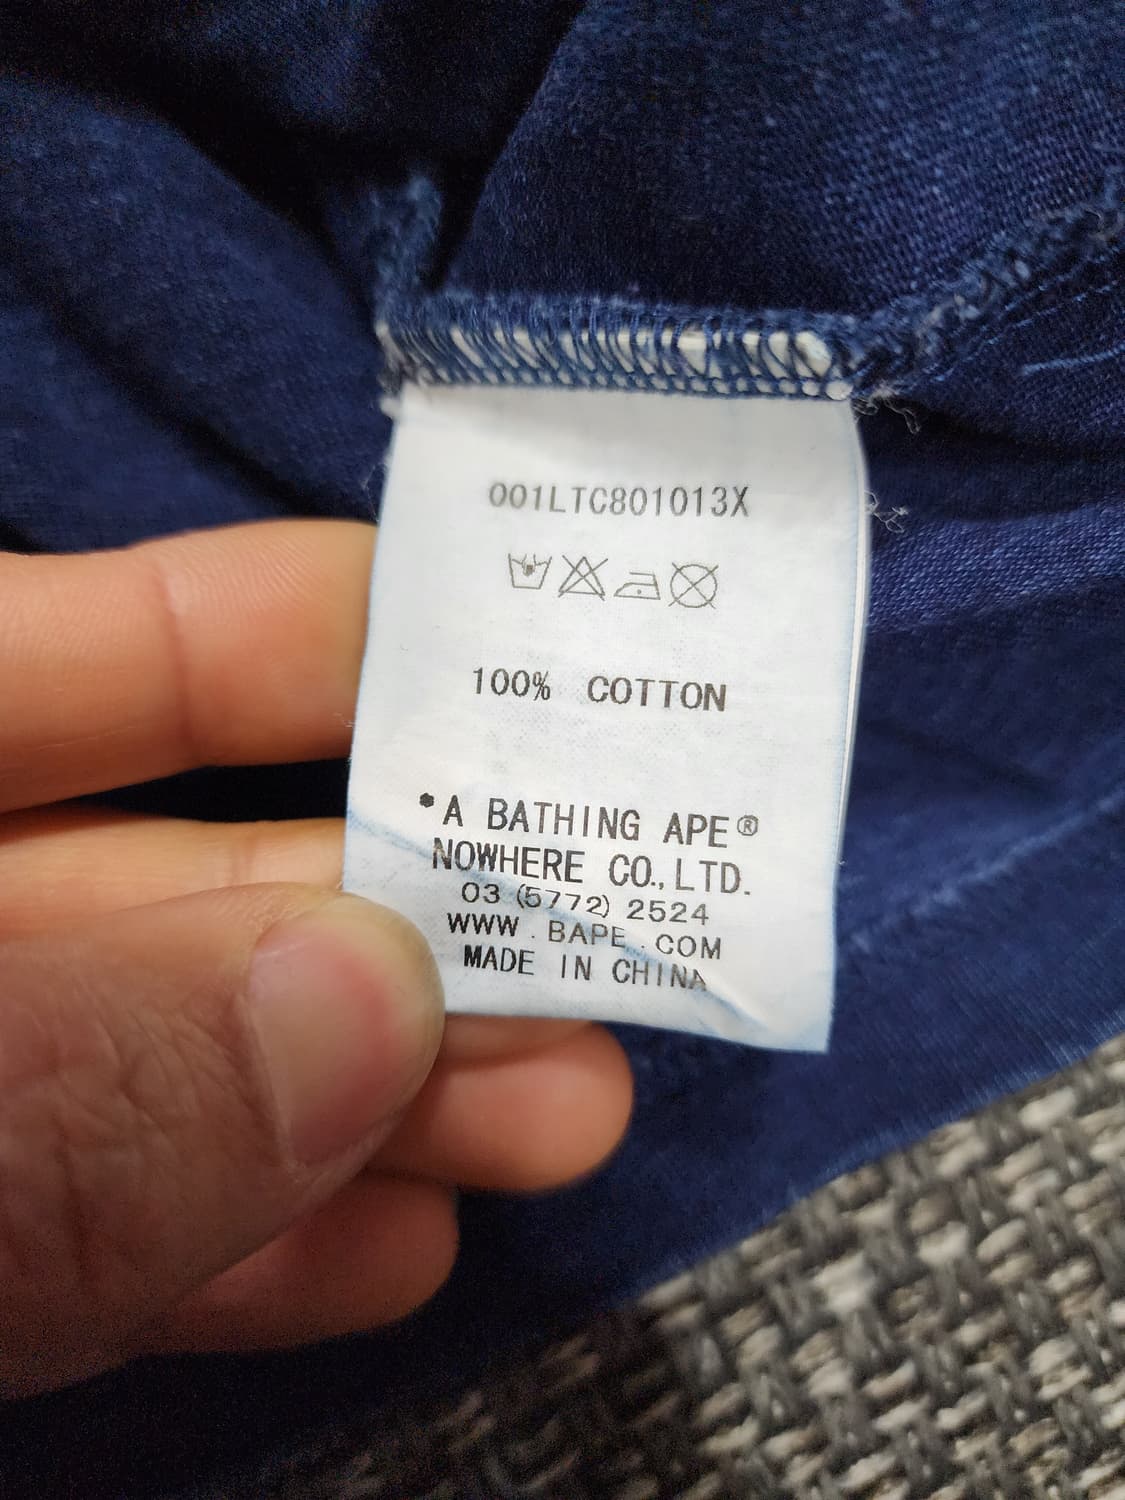 001LTC801013X
100% COTTON
*A BATHING APE®
NOWHERE CO., LTD.
03 (5772) 2524
WWW . BAPE . COM
MADE IN CHINA